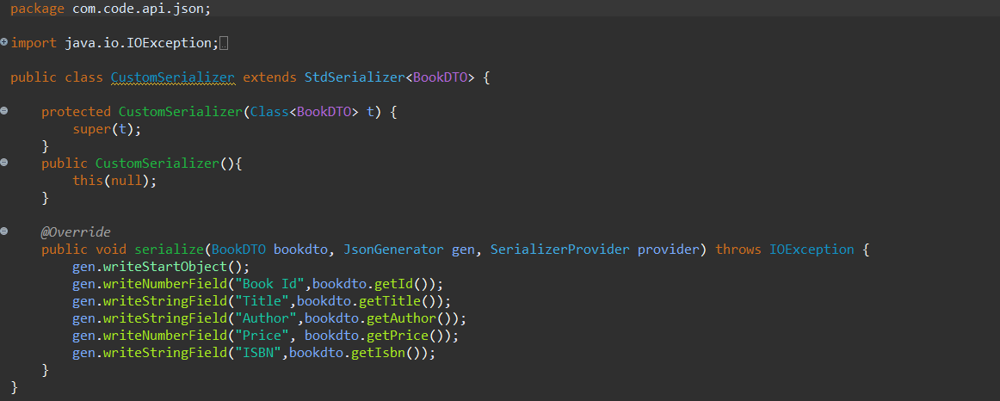 package com.code.api.json;
import java.io.IOException;
public class CustomSerializer extends StdSerializer<BookDTO> {
protected CustomSerializer(Class<BookDTO> t) {
super(t);
}
public CustomSerializer(){
this(null);
}
@Override
public void serialize(BookDTO bookdto, JsonGenerator gen, SerializerProvider provider) throws IOException {
gen.writeStartObject();
gen.writeNumberField("Book Id",bookdto.getId());
gen.writeStringField("Title",bookdto.getTitle());
gen.writeStringField("Author",bookdto.getAuthor());
gen.writeNumberField("Price", bookdto.getPrice());
gen.writeStringField("ISBN",bookdto.getIsbn());
}
}